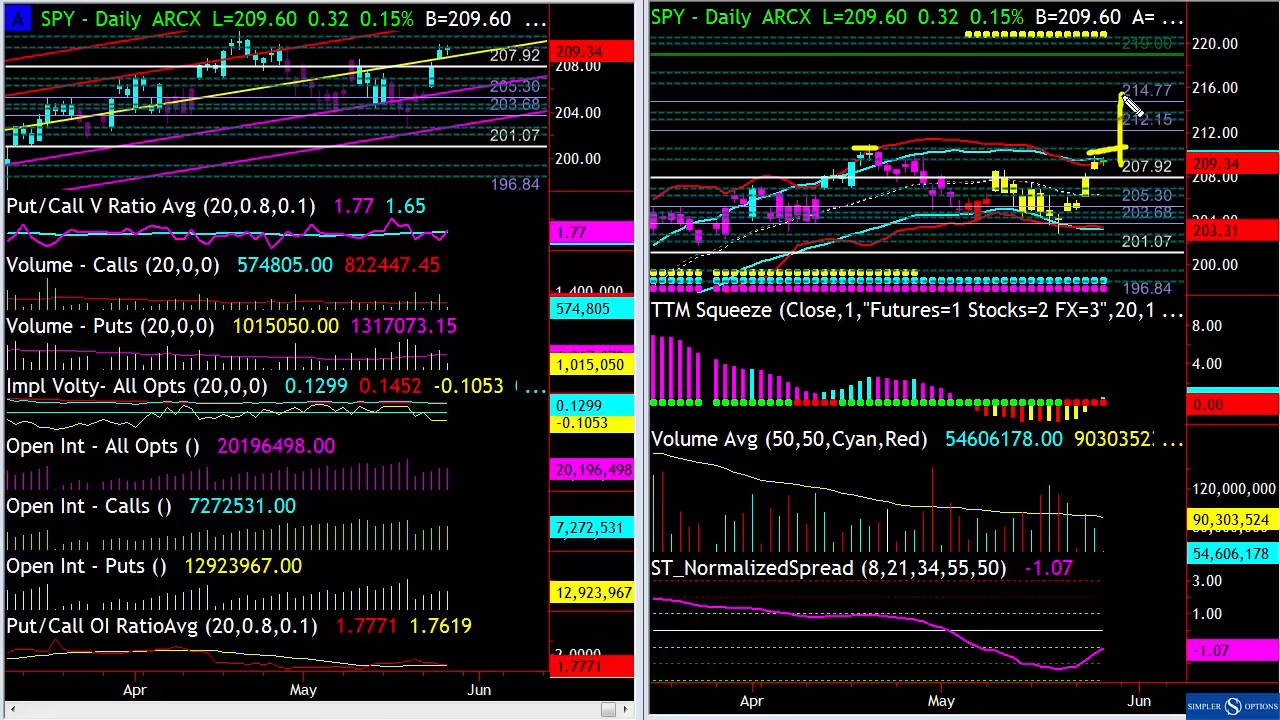 A SPY - Daily ARCX L=209.60 0.32 0.15% B=209.60 ...
209.34
207.92
208.00
205.30
203.68
204.00
201.07
200.00
196.84
Put/Call V Ratio Avg (20,0.8,0.1) 1.77 1.65
1.77
Volume - Calls (20,0,0) 574805.00 822447.45
1,400,000
574,805
Volume - Puts (20,0,0) 1015050.00 1317073.15
1,015,050
Impl Volty- All Opts (20,0,0) 0.1299 0.1452 -0.1053 ...
0.1299
-0.1053
Open Int - All Opts () 20196498.00
20,196,498
Open Int - Calls () 7272531.00
7,272,531
Open Int - Puts () 12923967.00
12,923,967
Put/Call OI RatioAvg (20,0.8,0.1) 1.7771 1.7619
2.0000
1.7771
Apr May Jun
SPY - Daily ARCX L=209.60 0.32 0.15% B=209.60 A= ...
219.00
220.00
214.77
216.00
212.15
212.00
209.34
207.92
208.00
205.30
203.68
204.00
203.31
201.07
200.00
196.84
TTM Squeeze (Close,1,"Futures=1 Stocks=2 FX=3",20,1 ...
8.00
4.00
0.00
Volume Avg (50,50,Cyan,Red) 54606178.00 9030352 ...
120,000,000
90,303,524
54,606,178
ST_NormalizedSpread (8,21,34,55,50) -1.07
3.00
1.00
-1.07
Apr May Jun
SIMPLER S OPTIONS